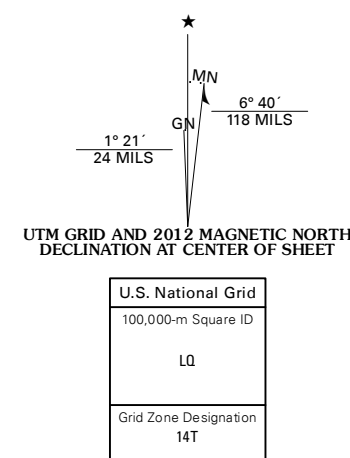 ★
MN
6° 40´
118 MILS
GN
1° 21´
24 MILS
UTM GRID AND 2012 MAGNETIC NORTH
DECLINATION AT CENTER OF SHEET
U.S. National Grid
100,000-m Square ID
LQ
Grid Zone Designation
14T